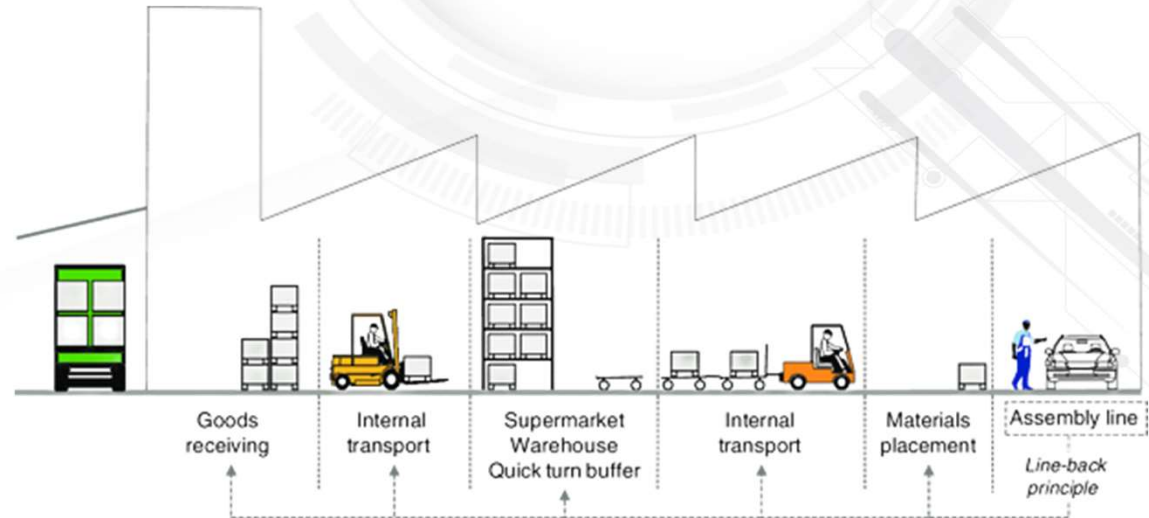 Goods
receiving
Internal
transport
Supermarket
Warehouse
Quick turn buffer
Internal
transport
Materials
placement
Assembly line
Line-back
principle